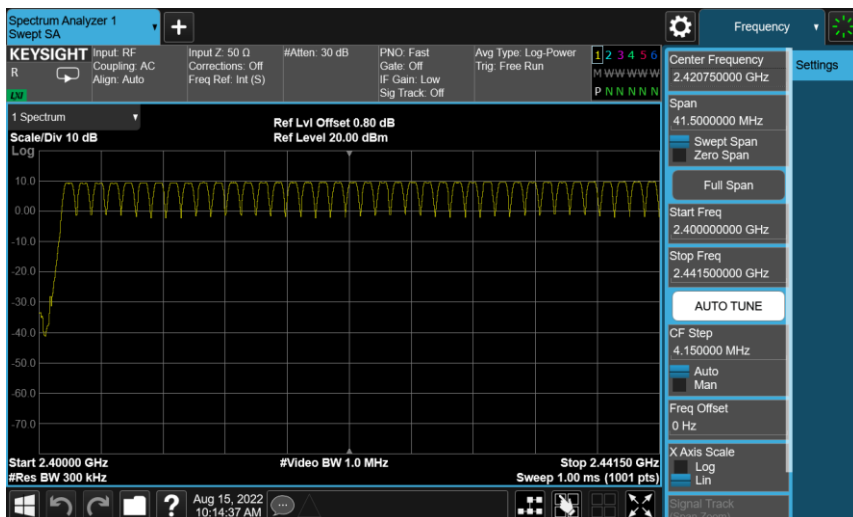 Spectrum Analyzer 1
Swept SA
Frequency
KEYSIGHT
R
LXI
Input: RF
Coupling: AC
Align: Auto
Input Z: 50 Ω
Corrections: Off
Freq Ref: Int (S)
#Atten: 30 dB
PNO: Fast
Gate: Off
IF Gain: Low
Sig Track: Off
Avg Type: Log-Power
Trig: Free Run
1 2 3 4 5 6
M W W W W W
P N N N N N
1 Spectrum
Scale/Div 10 dB
Ref Lvl Offset 0.80 dB
Ref Level 20.00 dBm
Log
10.0
0.00
-10.0
-20.0
-30.0
-40.0
-50.0
-60.0
-70.0
Start 2.40000 GHz
#Res BW 300 kHz
#Video BW 1.0 MHz
Stop 2.44150 GHz
Sweep 1.00 ms (1001 pts)
Aug 15, 2022
10:14:37 AM
?
Center Frequency
2.420750000 GHz
Span
41.5000000 MHz
Swept Span
Zero Span
Full Span
Start Freq
2.400000000 GHz
Stop Freq
2.441500000 GHz
AUTO TUNE
CF Step
4.150000 MHz
Auto
Man
Freq Offset
0 Hz
X Axis Scale
Log
Lin
Signal Track
(Span Zoom)
Settings